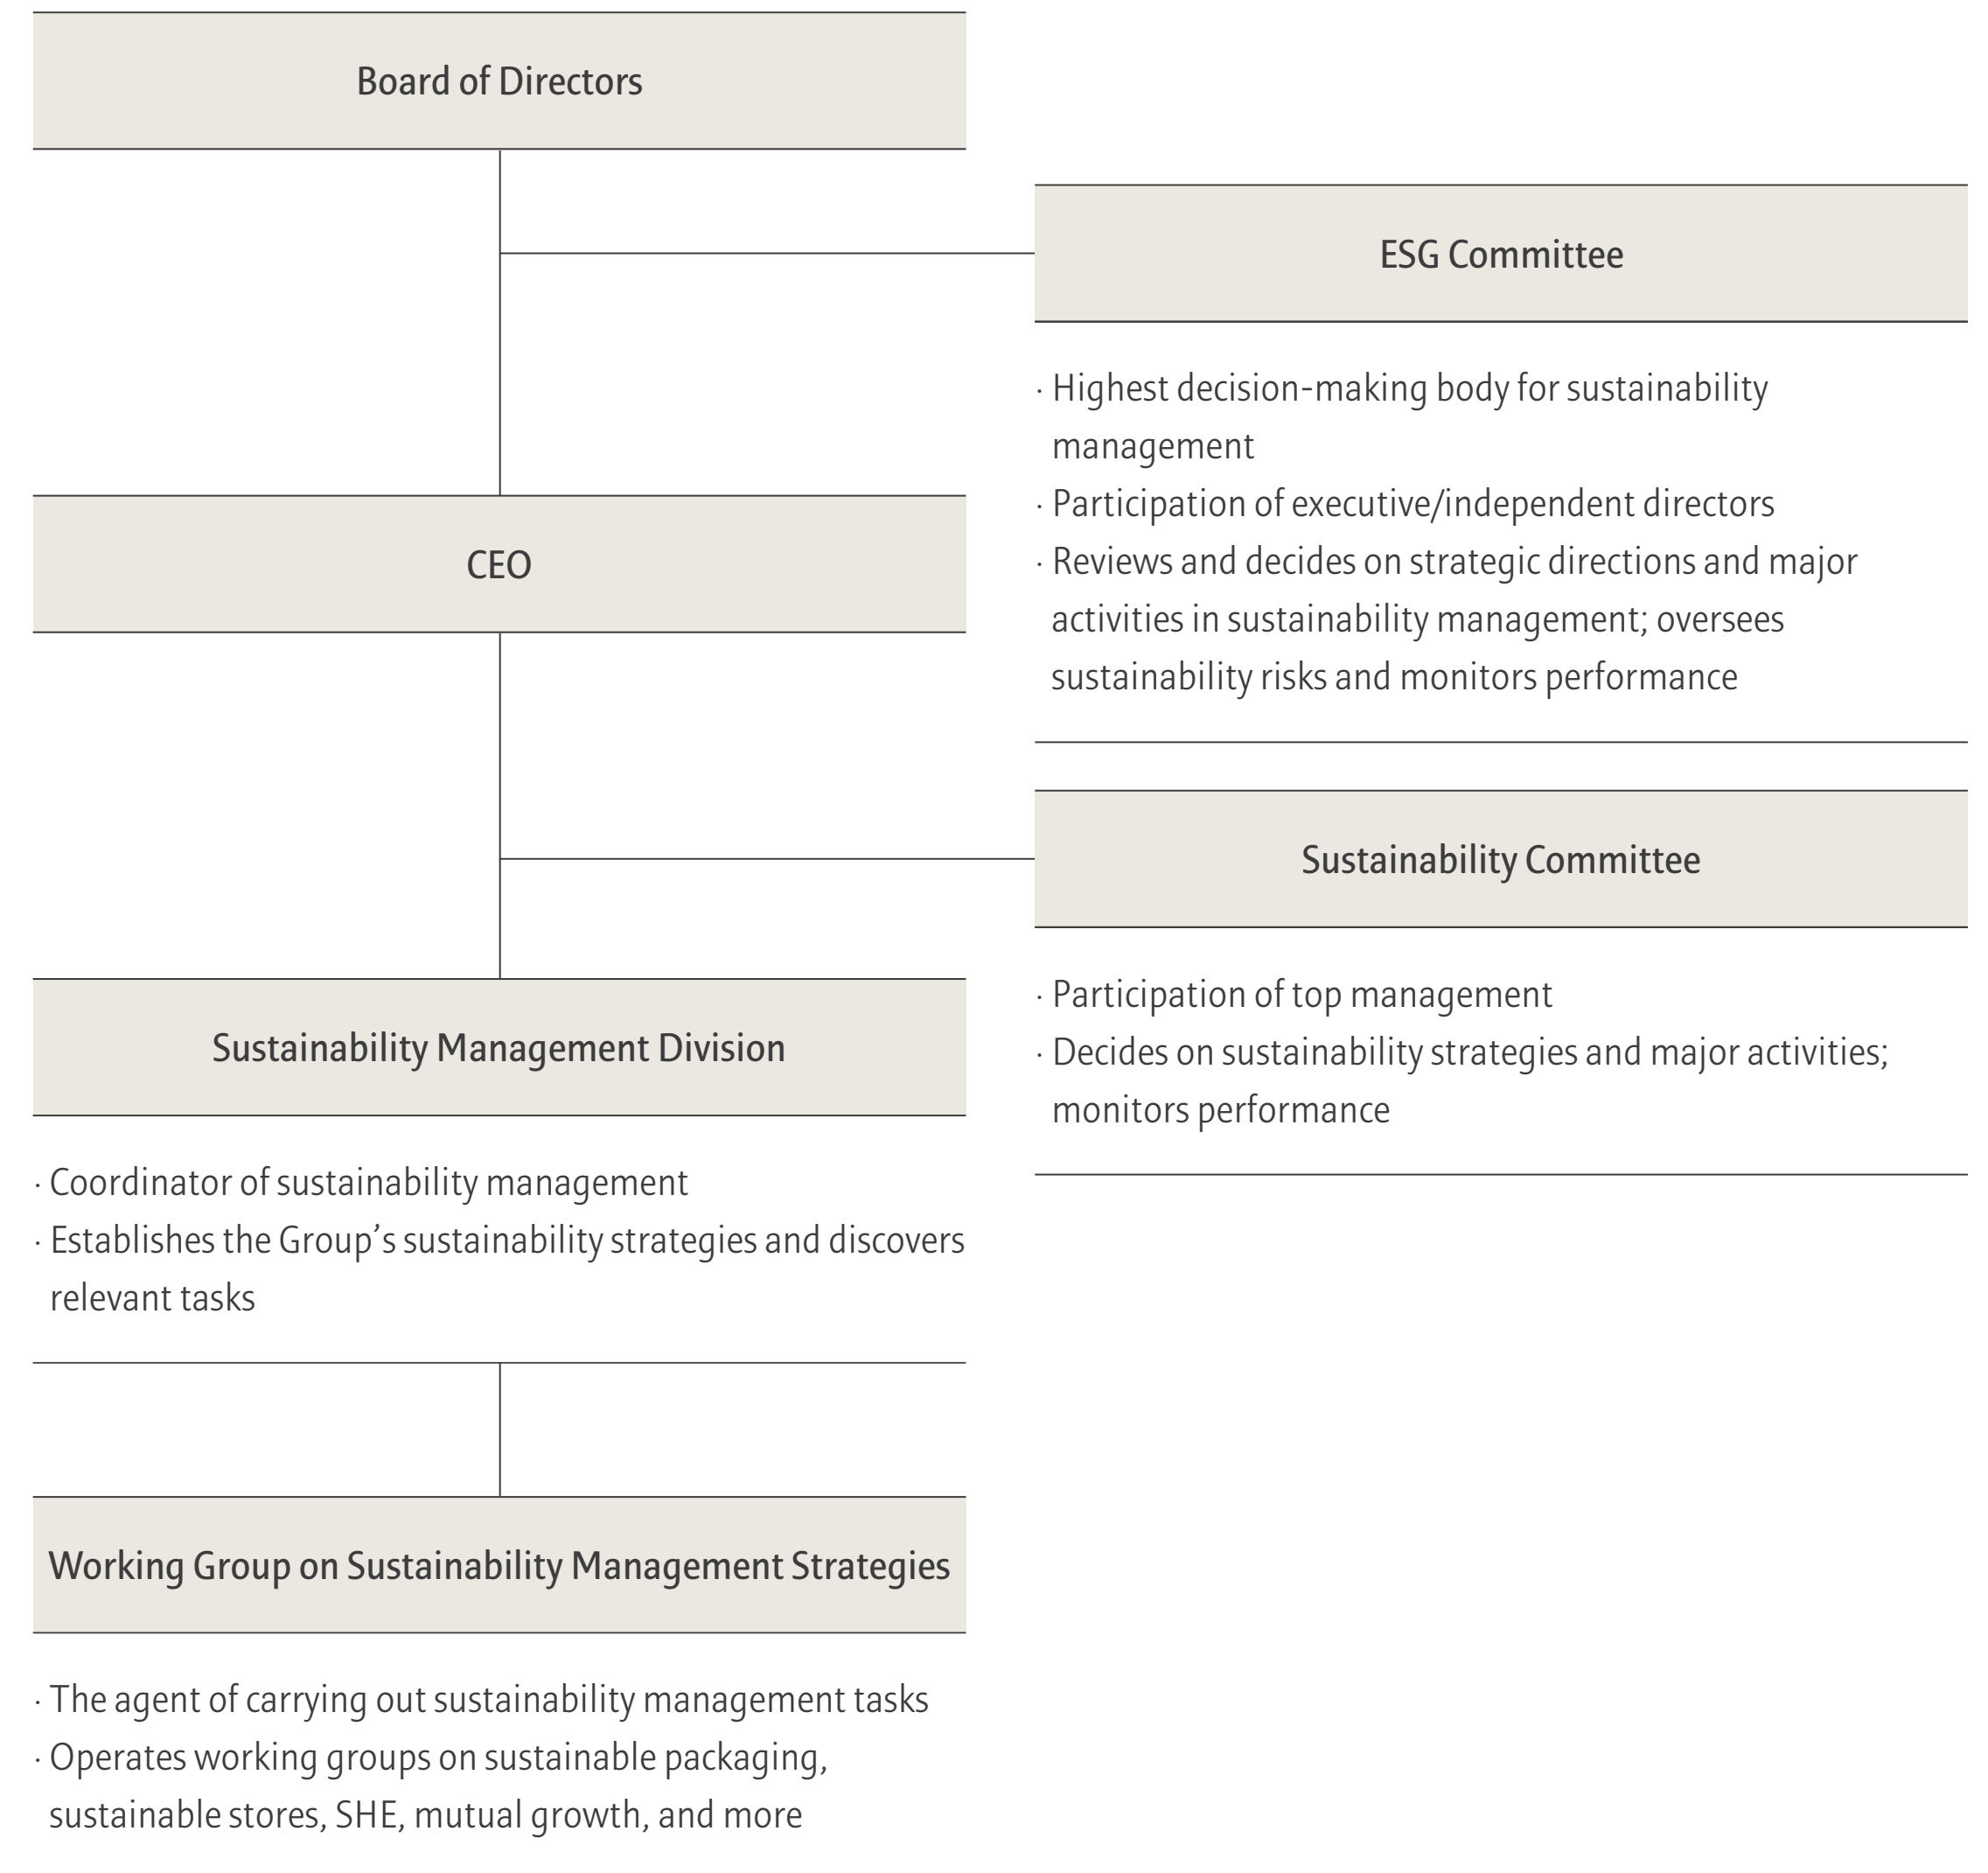 Board of Directors
ESG Committee
· Highest decision-making body for sustainability
management
· Participation of executive/independent directors
· Reviews and decides on strategic directions and major
activities in sustainability management; oversees
sustainability risks and monitors performance
CEO
Sustainability Committee
· Participation of top management
· Decides on sustainability strategies and major activities;
monitors performance
Sustainability Management Division
· Coordinator of sustainability management
· Establishes the Group’s sustainability strategies and discovers
relevant tasks
Working Group on Sustainability Management Strategies
· The agent of carrying out sustainability management tasks
· Operates working groups on sustainable packaging,
sustainable stores, SHE, mutual growth, and more